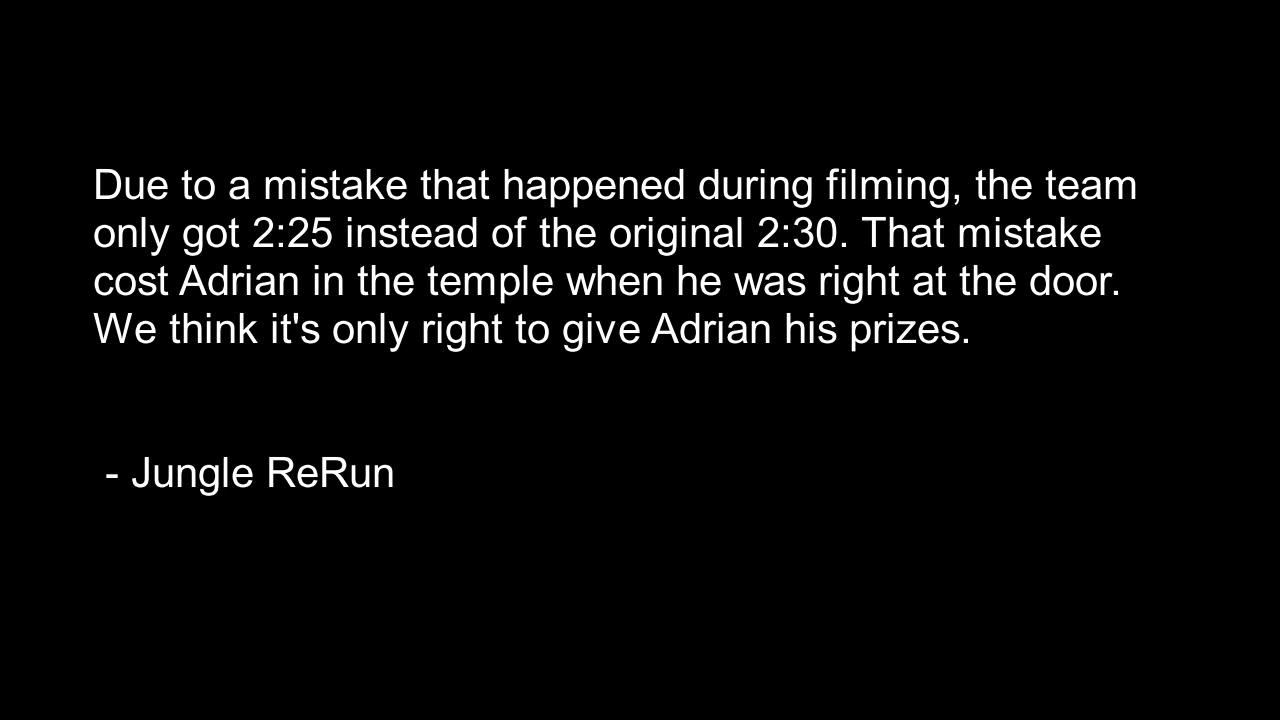 Due to a mistake that happened during filming, the team
only got 2:25 instead of the original 2:30. That mistake
cost Adrian in the temple when he was right at the door.
We think it's only right to give Adrian his prizes.
- Jungle ReRun